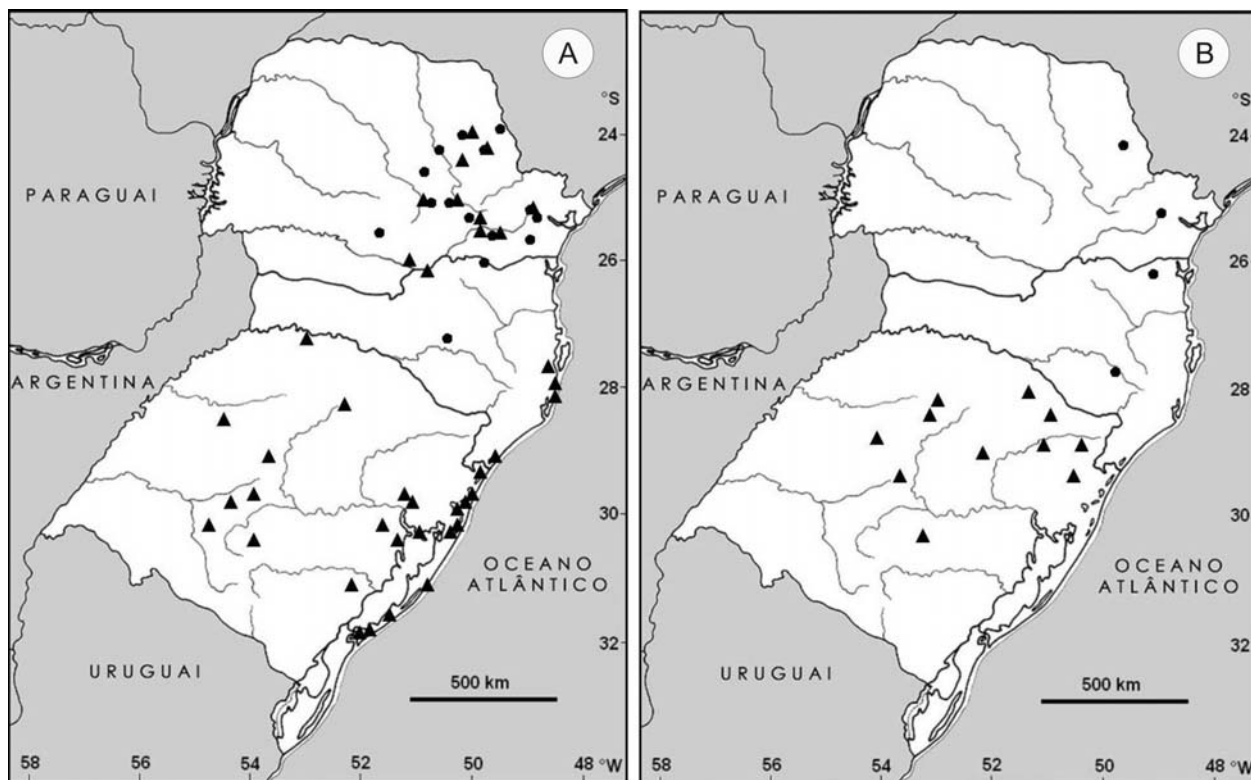 A
°S
24
PARAGUAI
26
ARGENTINA
28
30
OCEANO
ATLÂNTICO
32
URUGUAI
500 km
58
56
54
52
50
48 °W
B
°S
24
PARAGUAI
26
ARGENTINA
28
30
OCEANO
ATLÂNTICO
32
URUGUAI
500 km
58
56
54
52
50
48 °W